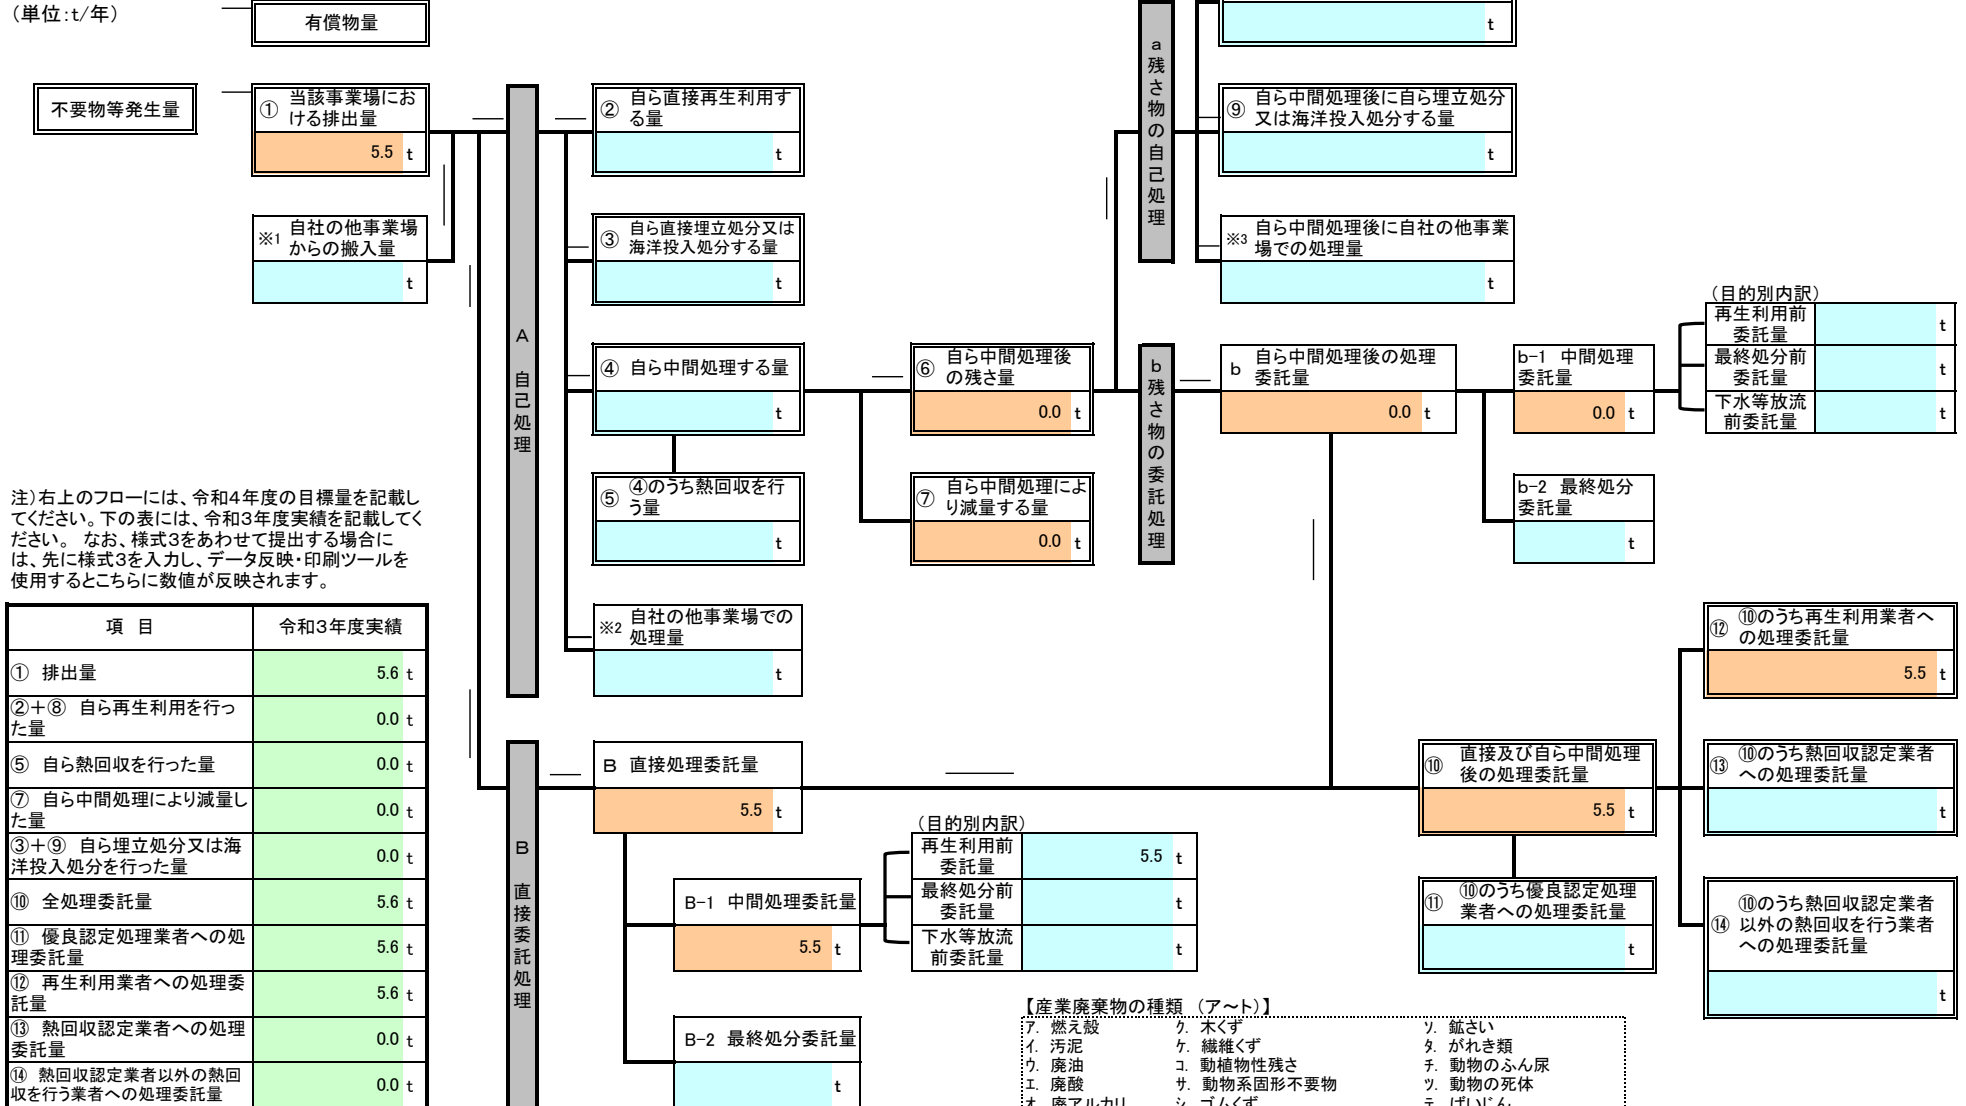 （単位:t/年）
有償物量
不要物等発生量
① 当該事業場にお
ける排出量
5.5 t
※1 自社の他事業場
からの搬入量
t
A 自己処理
② 自ら直接再生利用す
る量
t
③ 自ら直接埋立処分又は
海洋投入処分する量
t
④ 自ら中間処理する量
t
⑤ ④のうち熱回収を行
う量
t
※2 自社の他事業場での
処理量
t
⑥ 自ら中間処理後
の残さ量
0.0 t
⑦ 自ら中間処理によ
り減量する量
0.0 t
a 残さ物の自己処理
t
⑨ 自ら中間処理後に自ら埋立処分
又は海洋投入処分する量
t
※3 自ら中間処理後に自社の他事業
場での処理量
t
b 残さ物の委託処理
b 自ら中間処理後の処理
委託量
0.0 t
b-1 中間処理
委託量
0.0 t
b-2 最終処分
委託量
t
（目的別内訳）
再生利用前
委託量
t
最終処分前
委託量
t
下水等放流
前委託量
t
注）右上のフローには、令和４年度の目標量を記載し
てください。下の表には、令和３年度実績を記載してく
ださい。 なお、様式３をあわせて提出する場合に
は、先に様式３を入力し、データ反映・印刷ツールを
使用するとこちらに数値が反映されます。
項 目 令和３年度実績
① 排出量 5.6 t
②＋⑧ 自ら再生利用を行っ
た量 0.0 t
⑤ 自ら熱回収を行った量 0.0 t
⑦ 自ら中間処理により減量し
た量 0.0 t
③＋⑨ 自ら埋立処分又は海
洋投入処分を行った量 0.0 t
⑩ 全処理委託量 5.6 t
⑪ 優良認定処理業者への処
理委託量 5.6 t
⑫ 再生利用業者への処理委
託量 5.6 t
⑬ 熱回収認定業者への処理
委託量 0.0 t
⑭ 熱回収認定業者以外の熱回
収を行う業者への処理委託量 0.0 t
B 直接委託処理
B 直接処理委託量
5.5 t
B-1 中間処理委託量
5.5 t
B-2 最終処分委託量
t
（目的別内訳）
再生利用前
委託量
5.5 t
最終処分前
委託量
t
下水等放流
前委託量
t
⑩ 直接及び自ら中間処理
後の処理委託量
5.5 t
⑪ ⑩のうち優良認定処理
業者への処理委託量
t
⑫ ⑩のうち再生利用業者へ
の処理委託量
5.5 t
⑬ ⑩のうち熱回収認定業者
への処理委託量
t
⑭ ⑩のうち熱回収認定業者
以外の熱回収を行う業者
への処理委託量
t
【産業廃棄物の種類 （ア～ト）】
ア. 燃え殻 ク. 木くず ソ. 鉱さい
イ. 汚泥 ケ. 繊維くず タ. がれき類
ウ. 廃油 コ. 動植物性残さ チ. 動物のふん尿
エ. 廃酸 サ. 動物系固形不要物 ツ. 動物の死体
オ. 廃アルカリ シ. ゴムくず テ. ばいじん